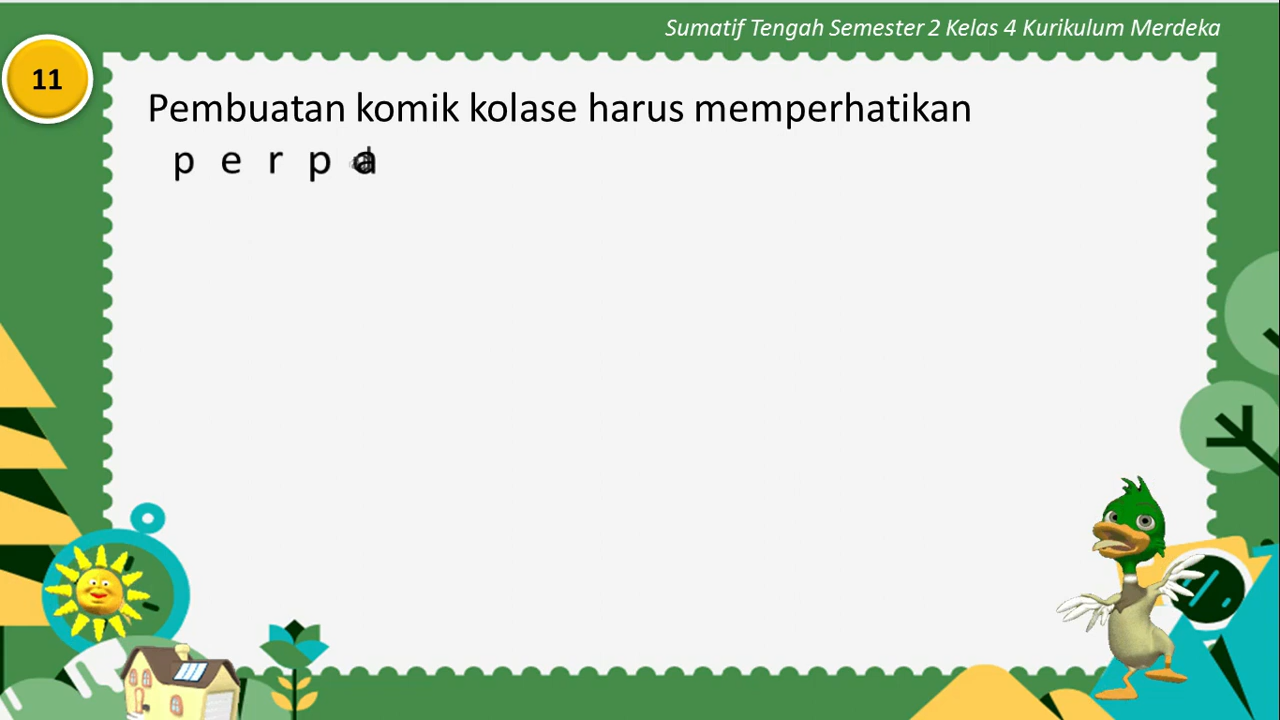 Sumatif Tengah Semester 2 Kelas 4 Kurikulum Merdeka
11
Pembuatan komik kolase harus memperhatikan
p e r p